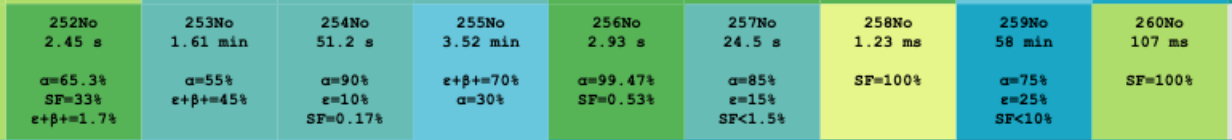 252No 253No 254No 255No 256No 257No 258No 259No 260No
2.45 s 1.61 min 51.2 s 3.52 min 2.93 s 24.5 s 1.23 ms 58 min 107 ms
α=65.3% α=55% α=90% ε+β+=70% α=99.47% α=85% SF=100% α=75% SF=100%
SF=33% ε+β+=45% ε=10% α=30% SF=0.53% ε=15% ε=25%
ε+β+=1.7% SF=0.17% SF<1.5% SF<10%